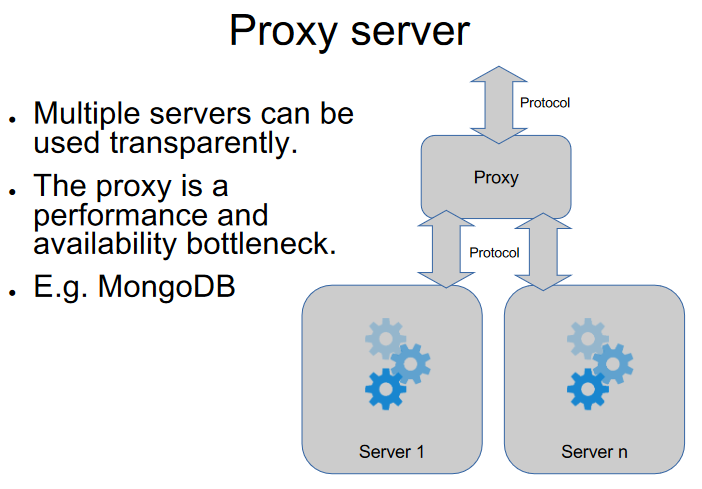 Proxy server
• Multiple servers can be
used transparently.
• The proxy is a
performance and
availability bottleneck.
• E.g. MongoDB
Protocol
Proxy
Protocol
Server 1
Server n